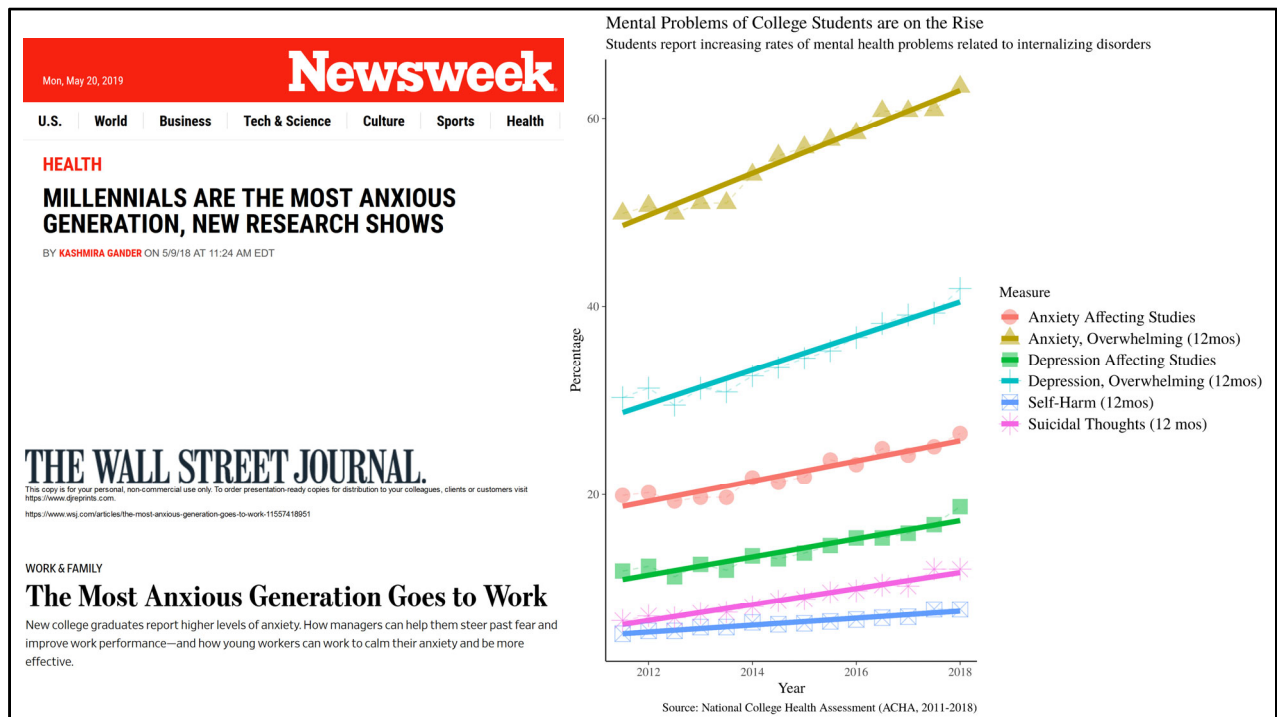 Mon, May 20, 2019
Newsweek
U.S. World Business Tech & Science Culture Sports Health
HEALTH
MILLENNIALS ARE THE MOST ANXIOUS
GENERATION, NEW RESEARCH SHOWS
BY KASHMIRA GANDER ON 5/9/18 AT 11:24 AM EDT
THE WALL STREET JOURNAL.
This copy is for your personal, non-commercial use only. To order presentation-ready copies for distribution to your colleagues, clients or customers visit
https://www.djreprints.com.
https://www.wsj.com/articles/the-most-anxious-generation-goes-to-work-11557418951
WORK & FAMILY
The Most Anxious Generation Goes to Work
New college graduates report higher levels of anxiety. How managers can help them steer past fear and
improve work performance—and how young workers can work to calm their anxiety and be more
effective.
Mental Problems of College Students are on the Rise
Students report increasing rates of mental health problems related to internalizing disorders
Percentage
60
40
20
2012 2014 2016 2018
Year
Source: National College Health Assessment (ACHA, 2011-2018)
Measure
Anxiety Affecting Studies
Anxiety, Overwhelming (12mos)
Depression Affecting Studies
Depression, Overwhelming (12mos)
Self-Harm (12mos)
Suicidal Thoughts (12 mos)